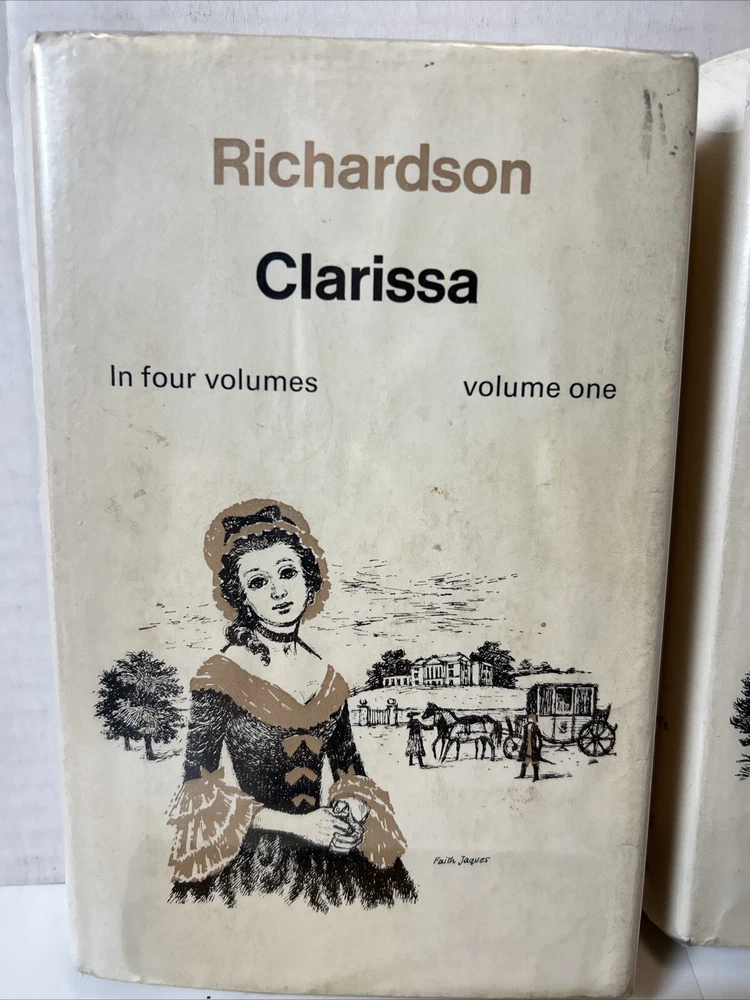 Richardson
Clarissa
In four volumes volume one
Faith Jaques